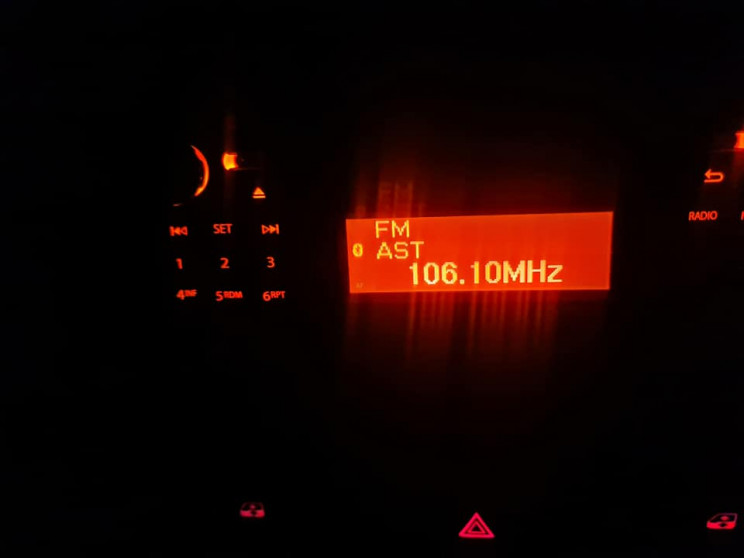 FM
AST
106.10MHz
SET
1 2 3
4INF 5RDM 6RPT
RADIO